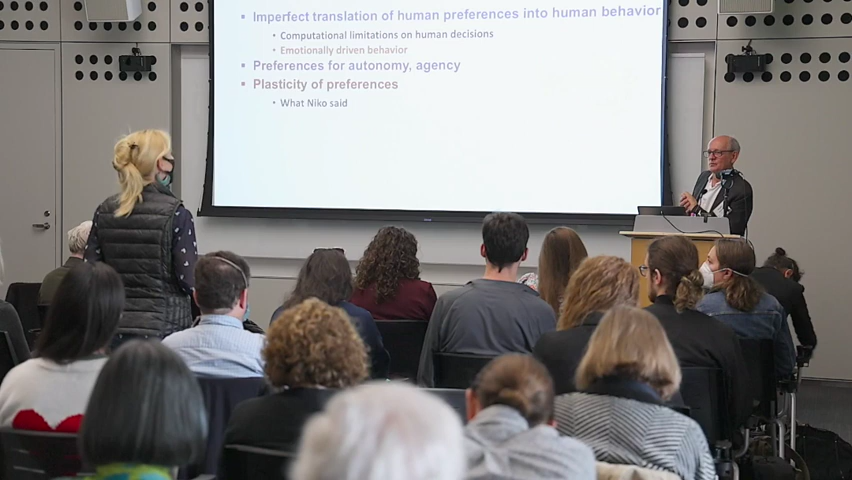 Imperfect translation of human preferences into human behavior
Computational limitations on human decisions
Emotionally driven behavior
Preferences for autonomy, agency
Plasticity of preferences
What Niko said